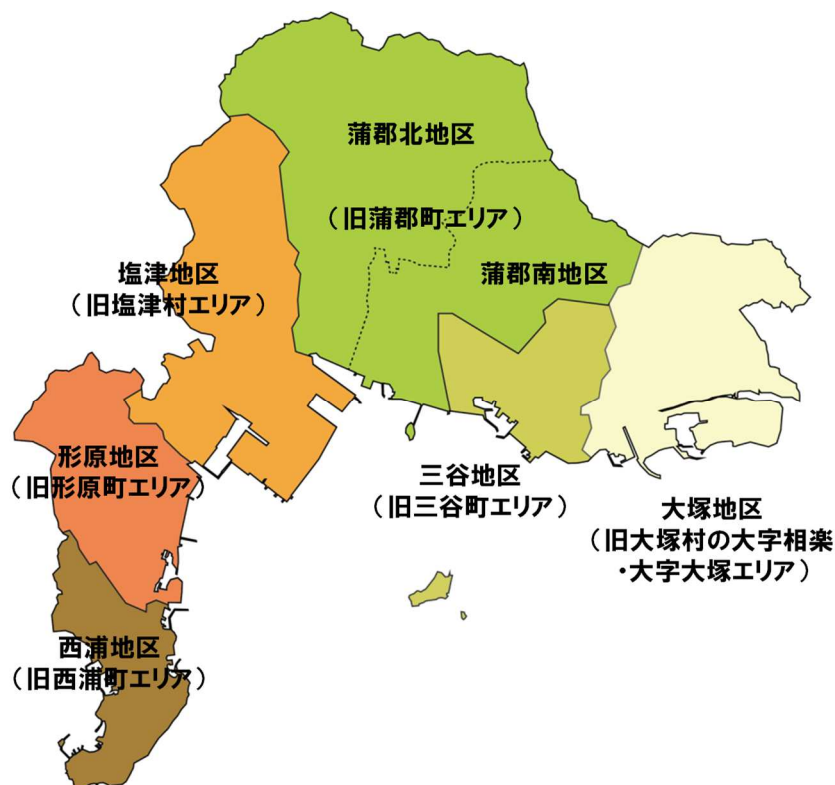 蒲郡北地区
（旧蒲郡町エリア）
蒲郡南地区
塩津地区
（旧塩津村エリア）
形原地区
（旧形原町エリア）
三谷地区
（旧三谷町エリア）
大塚地区
（旧大塚村の大字相楽
・大字大塚エリア）
西浦地区
（旧西浦町エリア）